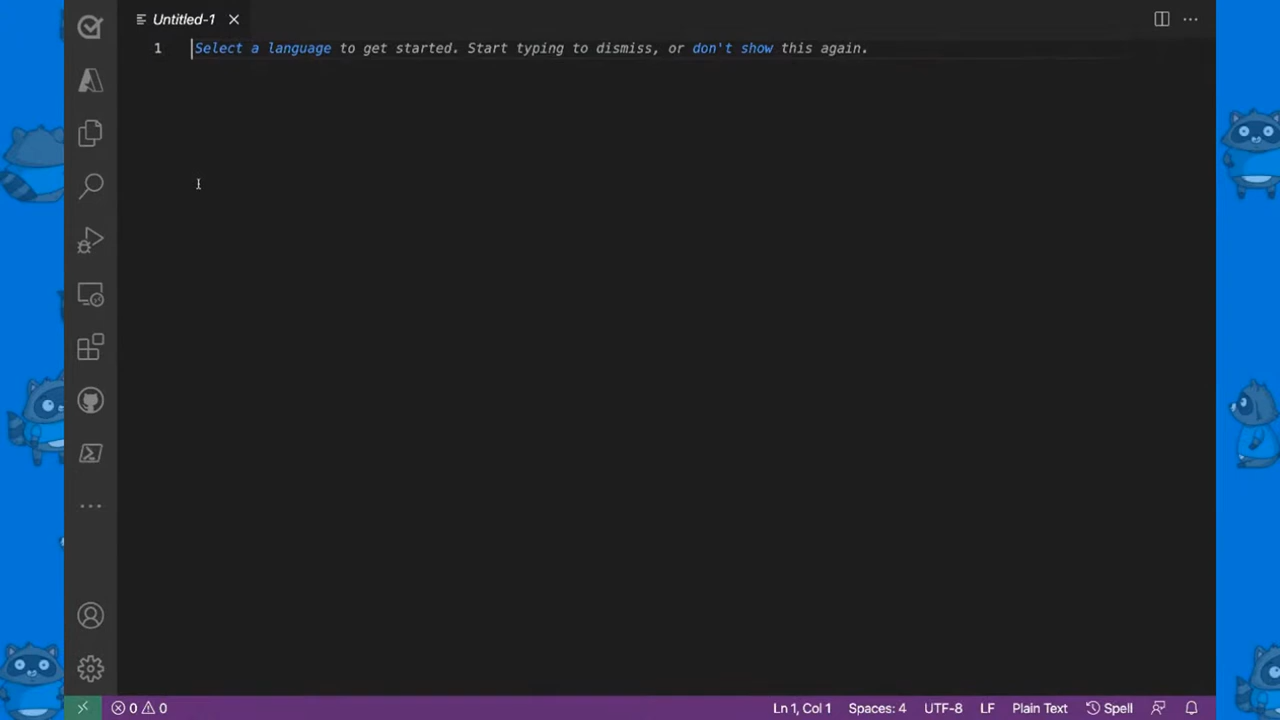 Untitled-1
1 Select a language to get started. Start typing to dismiss, or don't show this again.
0 0 Ln 1, Col 1 Spaces: 4 UTF-8 LF Plain Text Spell